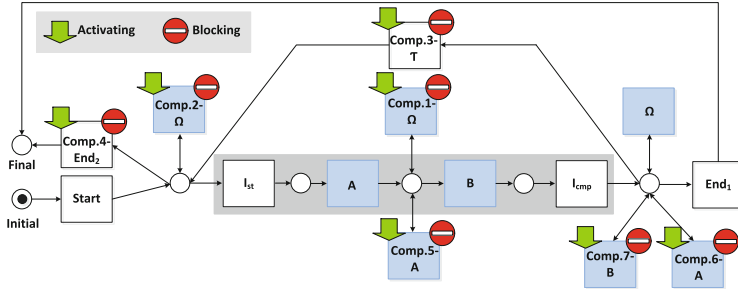 Activating
Blocking
Comp.3-
T
Comp.2-
Ω
Comp.1-
Ω
Ω
Comp.4-
End₂
Final
Start
Initial
Iₛₜ
A
B
I_cmp
End₁
Comp.5-
A
Comp.7-
B
Comp.6-
A